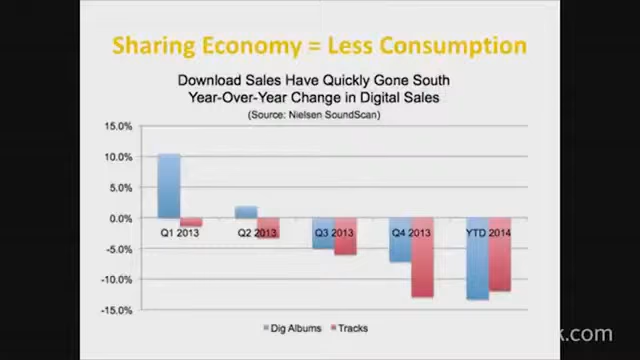 Sharing Economy = Less Consumption
Download Sales Have Quickly Gone South
Year-Over-Year Change in Digital Sales
(Source: Nielsen SoundScan)
15.0%
10.0%
5.0%
0.0%
-5.0%
-10.0%
-15.0%
Q1 2013 Q2 2013 Q3 2013 Q4 2013 YTD 2014
Dig Albums Tracks
k.com